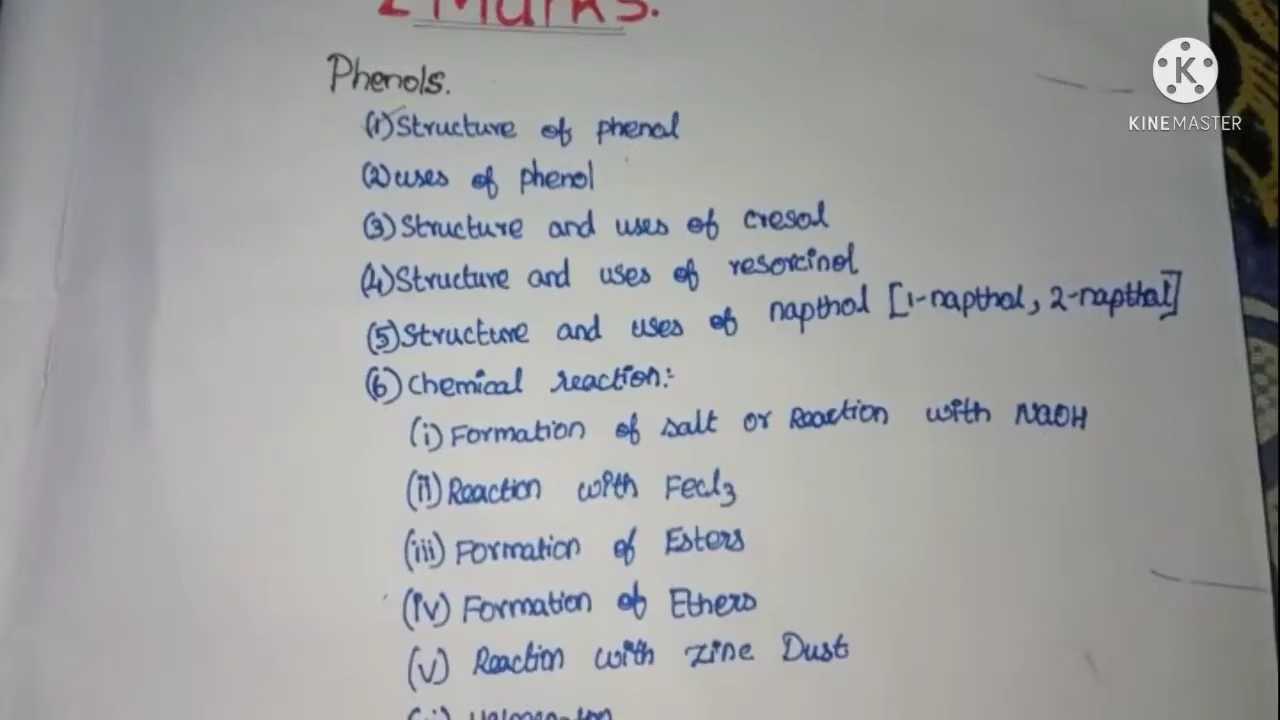 2 Marks.
Phenols.
K
KINEMASTER
(1) Structure of phenol
(2) uses of phenol
(3) Structure and uses of cresol
(4) Structure and uses of resorcinol
(5) Structure and uses of napthol [1-napthol, 2-napthol]
(6) Chemical reaction:-
(i) Formation of salt or Reaction with NaOH
(ii) Reaction with Fecl3
(iii) Formation of Esters
(iv) Formation of Ethers
(v) Reaction with zinc Dust